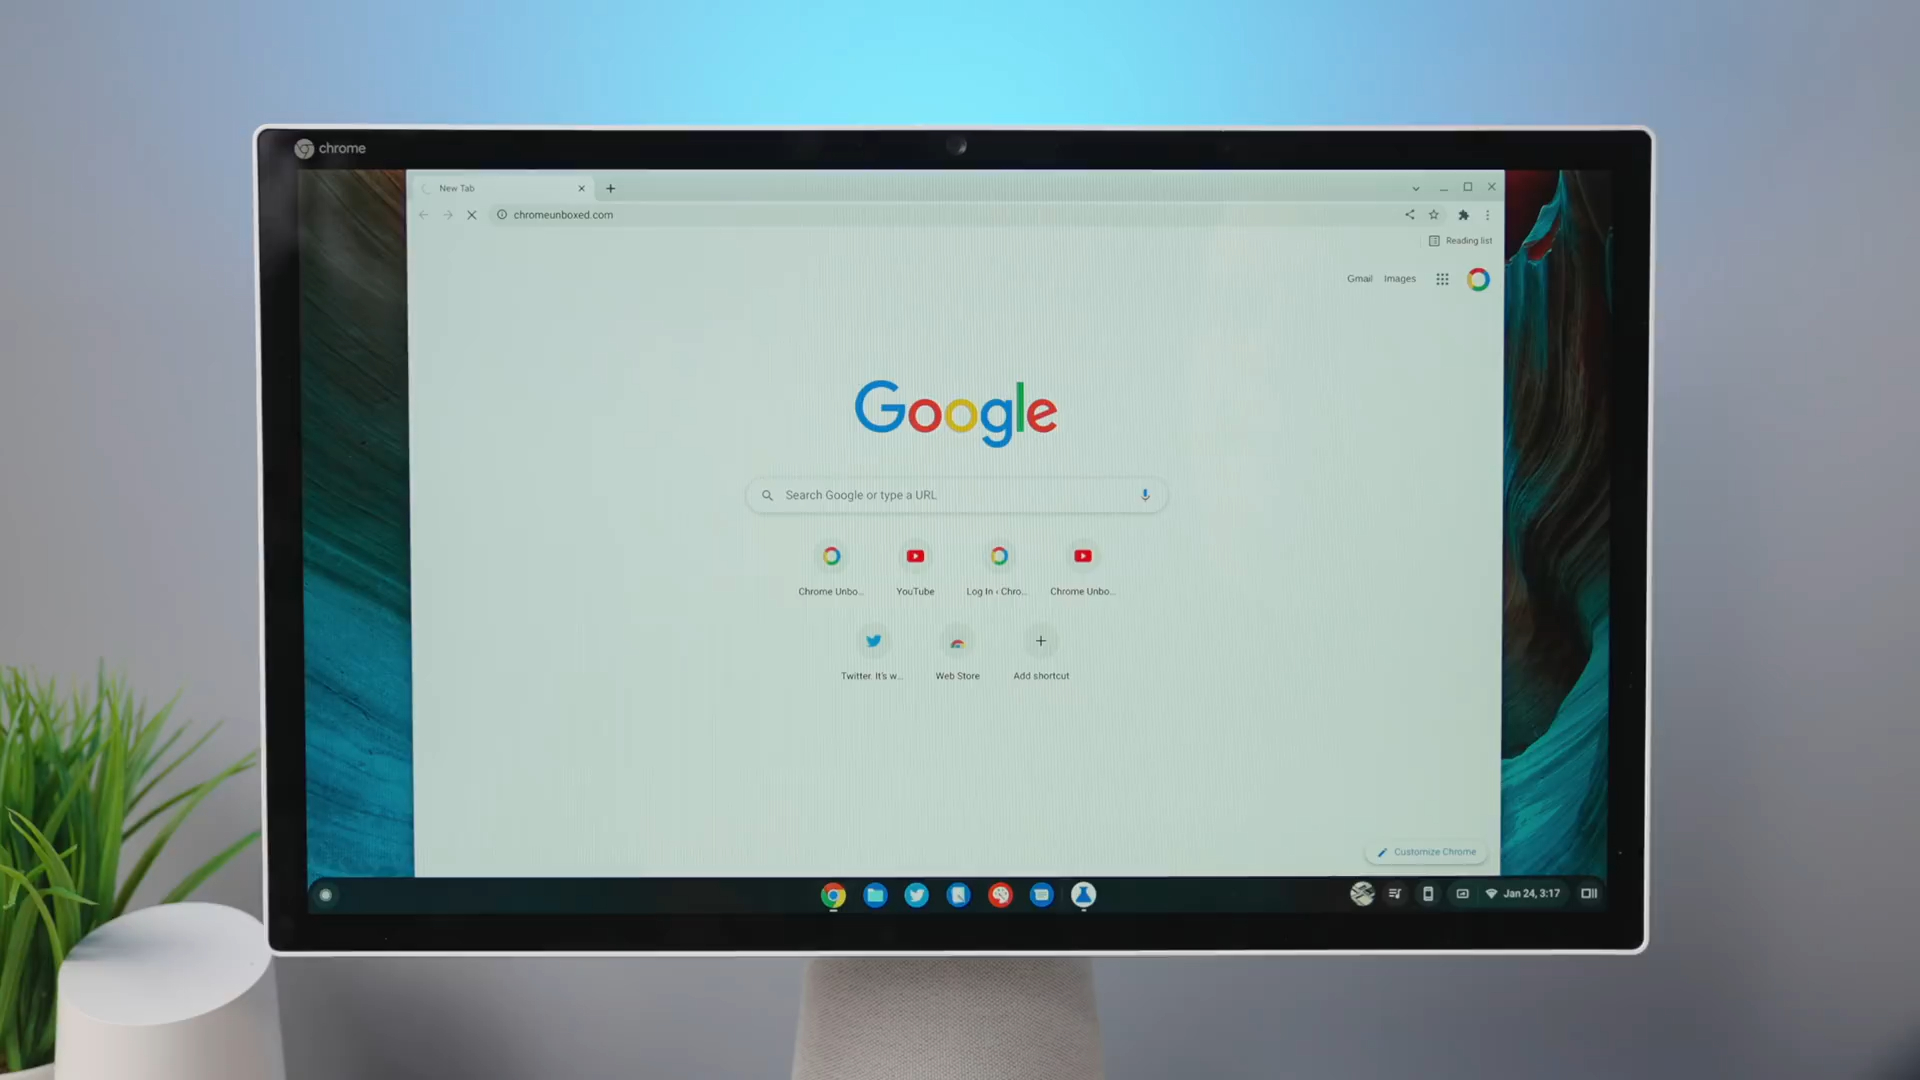 chrome
New Tab
chromeunboxed.com
Reading list
Gmail Images
Google
Search Google or type a URL
Chrome Unbo... YouTube Log In ‹ Chro... Chrome Unbo...
Twitter. It's w... Web Store Add shortcut
Customize Chrome
Jan 24, 3:17